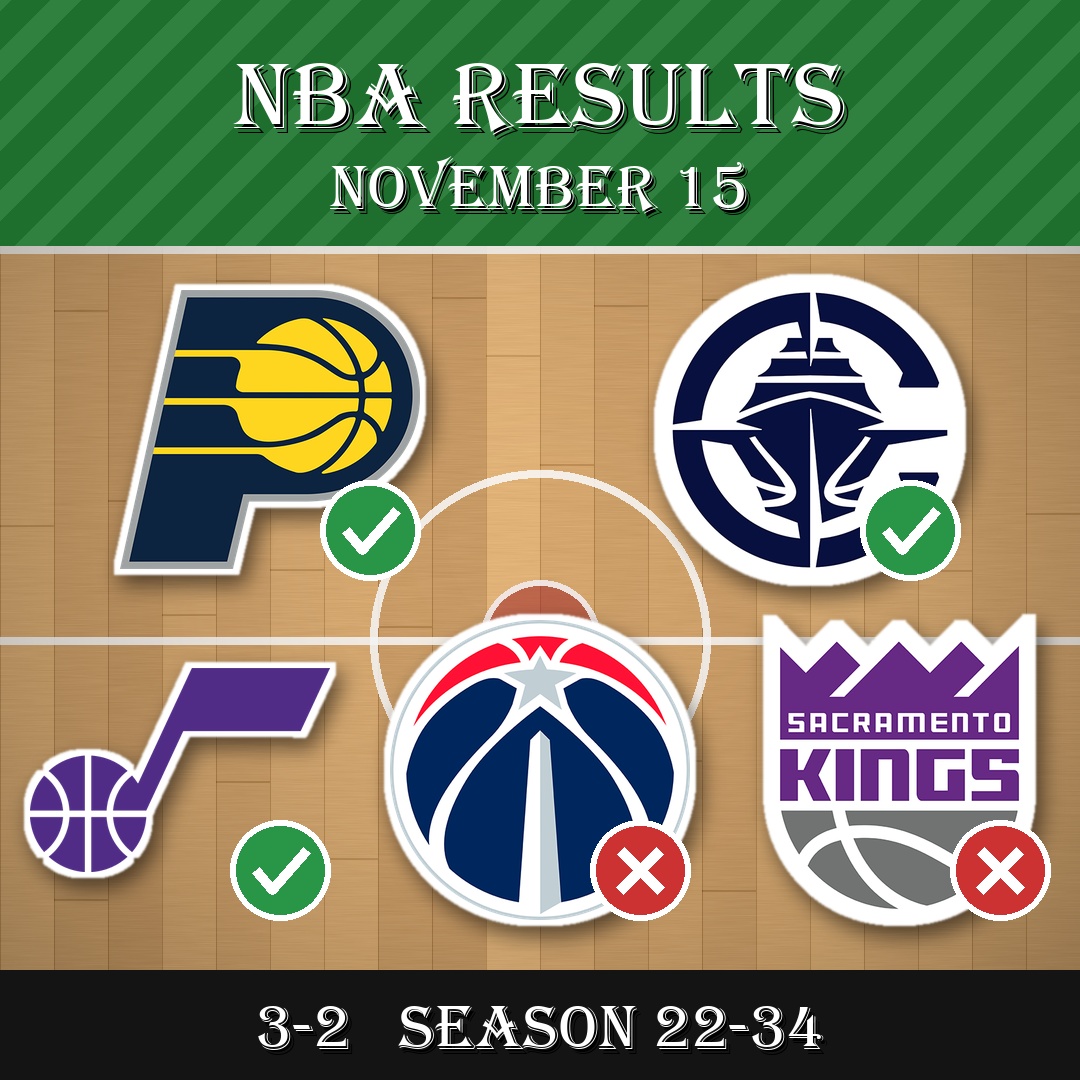 NBA RESULTS
NOVEMBER 15
SACRAMENTO
KINGS
3-2 SEASON 22-34